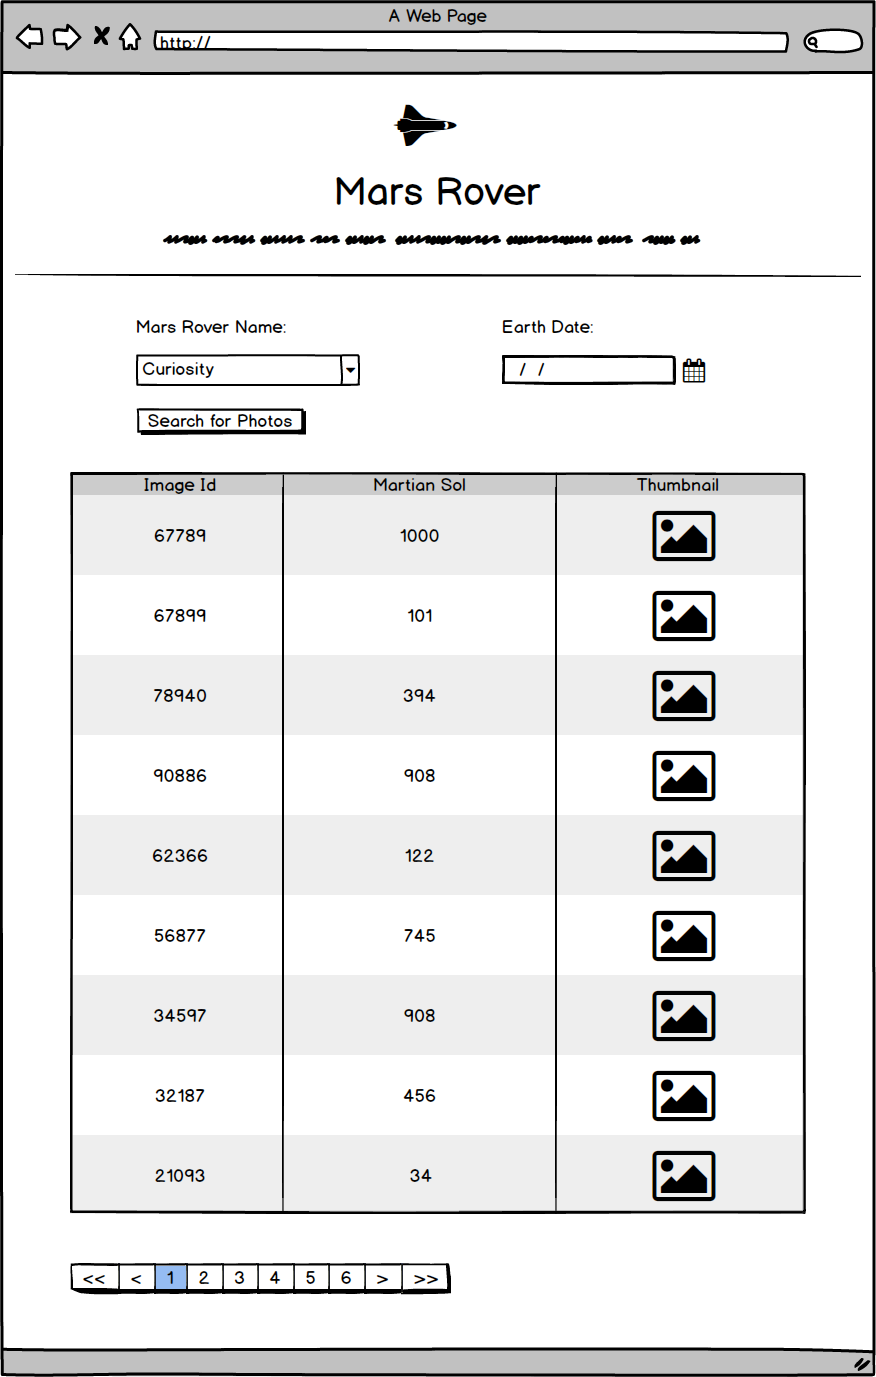 A Web Page
http://
Mars Rover
Mars Rover Name:
Earth Date:
Curiosity
/ /
Search for Photos
Image Id Martian Sol Thumbnail
67789 1000
67899 101
78940 394
90886 908
62366 122
56877 745
34597 908
32187 456
21093 34
<< < 1 2 3 4 5 6 > >>